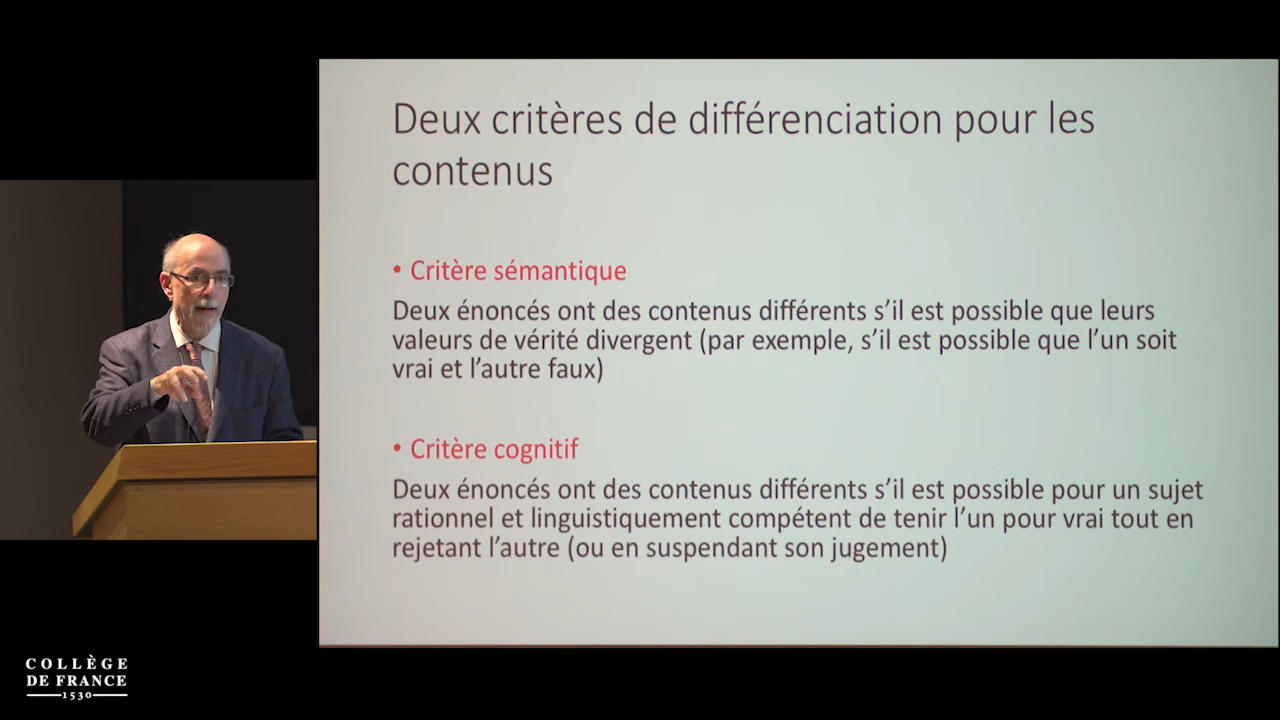 Deux critères de différenciation pour les
contenus
• Critère sémantique
Deux énoncés ont des contenus différents s’il est possible que leurs
valeurs de vérité divergent (par exemple, s’il est possible que l’un soit
vrai et l’autre faux)
• Critère cognitif
Deux énoncés ont des contenus différents s’il est possible pour un sujet
rationnel et linguistiquement compétent de tenir l’un pour vrai tout en
rejetant l’autre (ou en suspendant son jugement)
COLLÈGE
DE FRANCE
1530